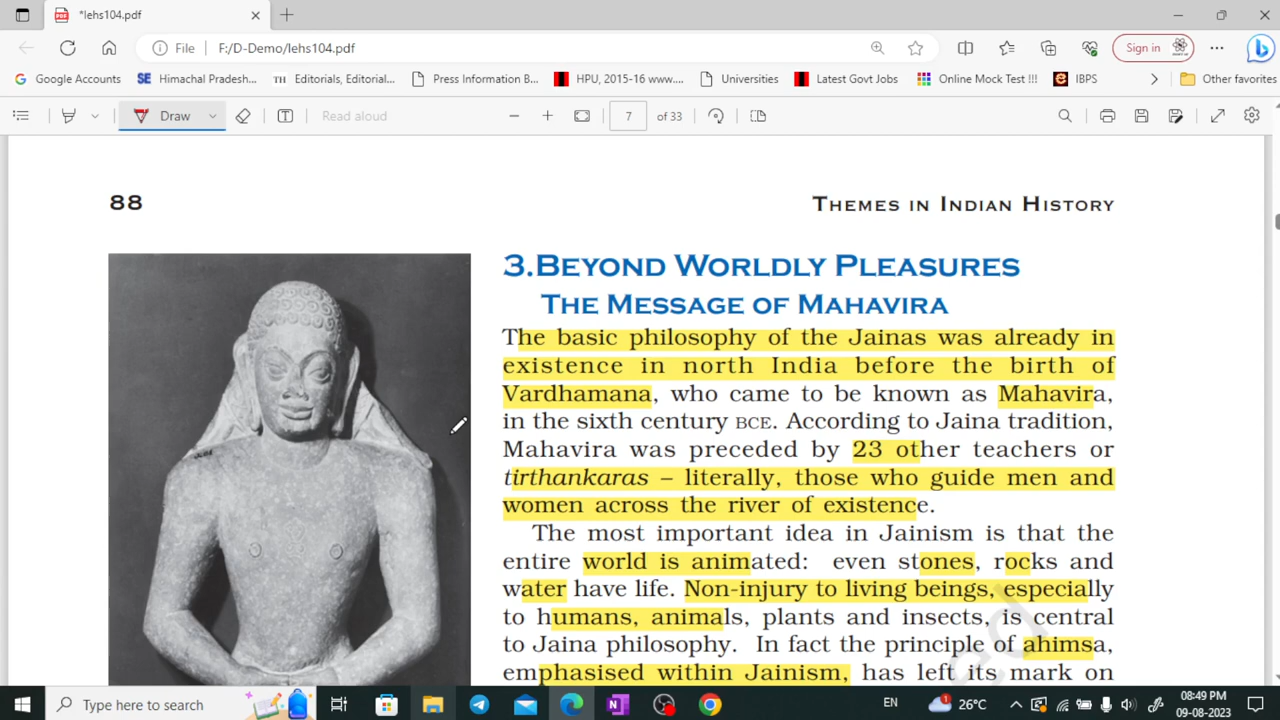 *lehs104.pdf
File F:/D-Demo/lehs104.pdf Sign in
Google Accounts SE Himachal Pradesh... TH Editorials, Editorial... Press Information B... HPU, 2015-16 www.... Universities Latest Govt Jobs Online Mock Test !!! IBPS Other favorites
Draw Read aloud 7 of 33
88 THEMES IN INDIAN HISTORY
3.BEYOND WORLDLY PLEASURES
THE MESSAGE OF MAHAVIRA
The basic philosophy of the Jainas was already in
existence in north India before the birth of
Vardhamana, who came to be known as Mahavira,
in the sixth century BCE. According to Jaina tradition,
Mahavira was preceded by 23 other teachers or
tirthankaras – literally, those who guide men and
women across the river of existence.
The most important idea in Jainism is that the
entire world is animated: even stones, rocks and
water have life. Non-injury to living beings, especially
to humans, animals, plants and insects, is central
to Jaina philosophy. In fact the principle of ahimsa,
emphasised within Jainism, has left its mark on
ed
Type here to search EN 26°C 08:49 PM
09-08-2023